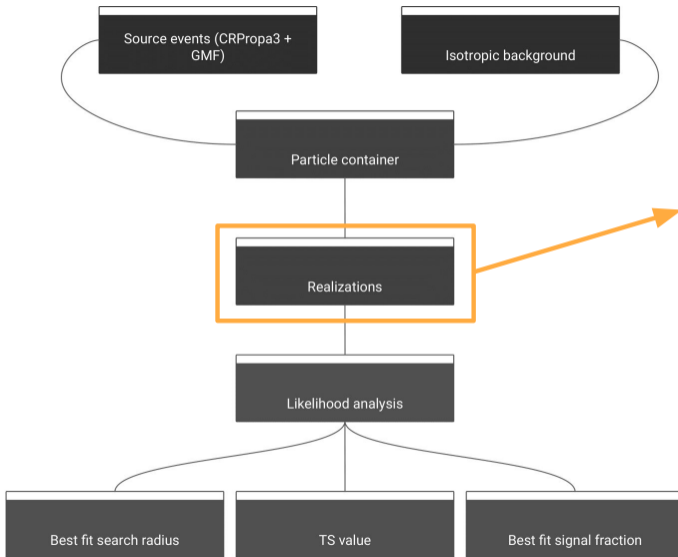 Source events (CRPropa3 +
GMF)
Isotropic background
Particle container
Realizations
Likelihood analysis
Best fit search radius
TS value
Best fit signal fraction